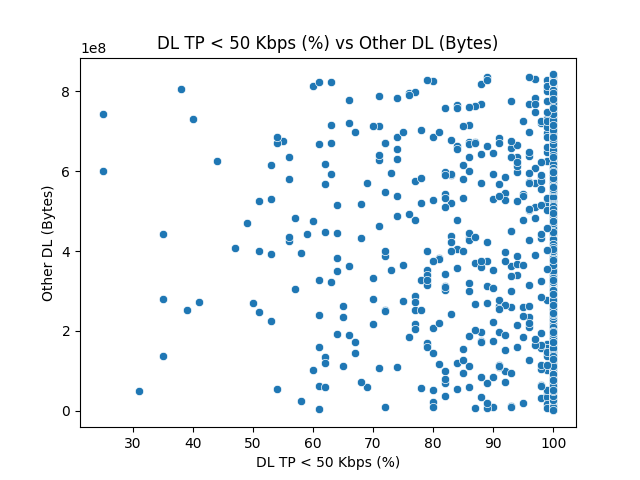 DL TP < 50 Kbps (%) vs Other DL (Bytes)
1e8
8
6
4
2
0
Other DL (Bytes)
30 40 50 60 70 80 90 100
DL TP < 50 Kbps (%)